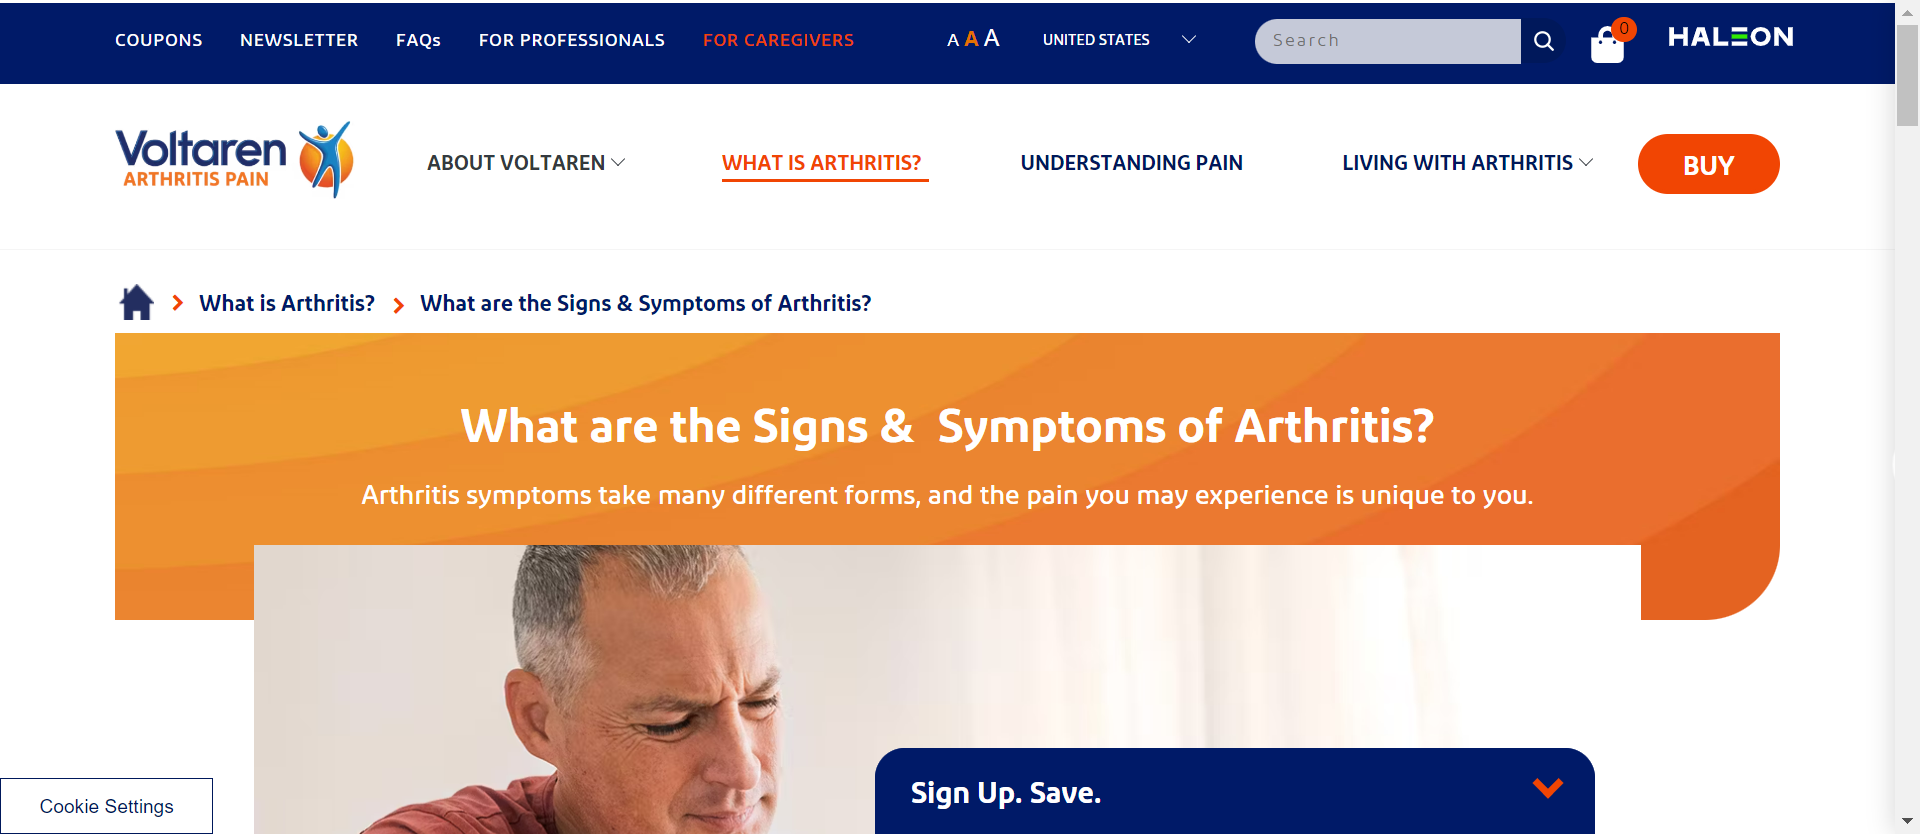 COUPONS NEWSLETTER FAQs FOR PROFESSIONALS FOR CAREGIVERS A A A UNITED STATES Search 0 HALEON
Voltaren
ARTHRITIS PAIN
ABOUT VOLTAREN WHAT IS ARTHRITIS? UNDERSTANDING PAIN LIVING WITH ARTHRITIS BUY
What is Arthritis? What are the Signs & Symptoms of Arthritis?
What are the Signs & Symptoms of Arthritis?
Arthritis symptoms take many different forms, and the pain you may experience is unique to you.
Sign Up. Save.
Cookie Settings